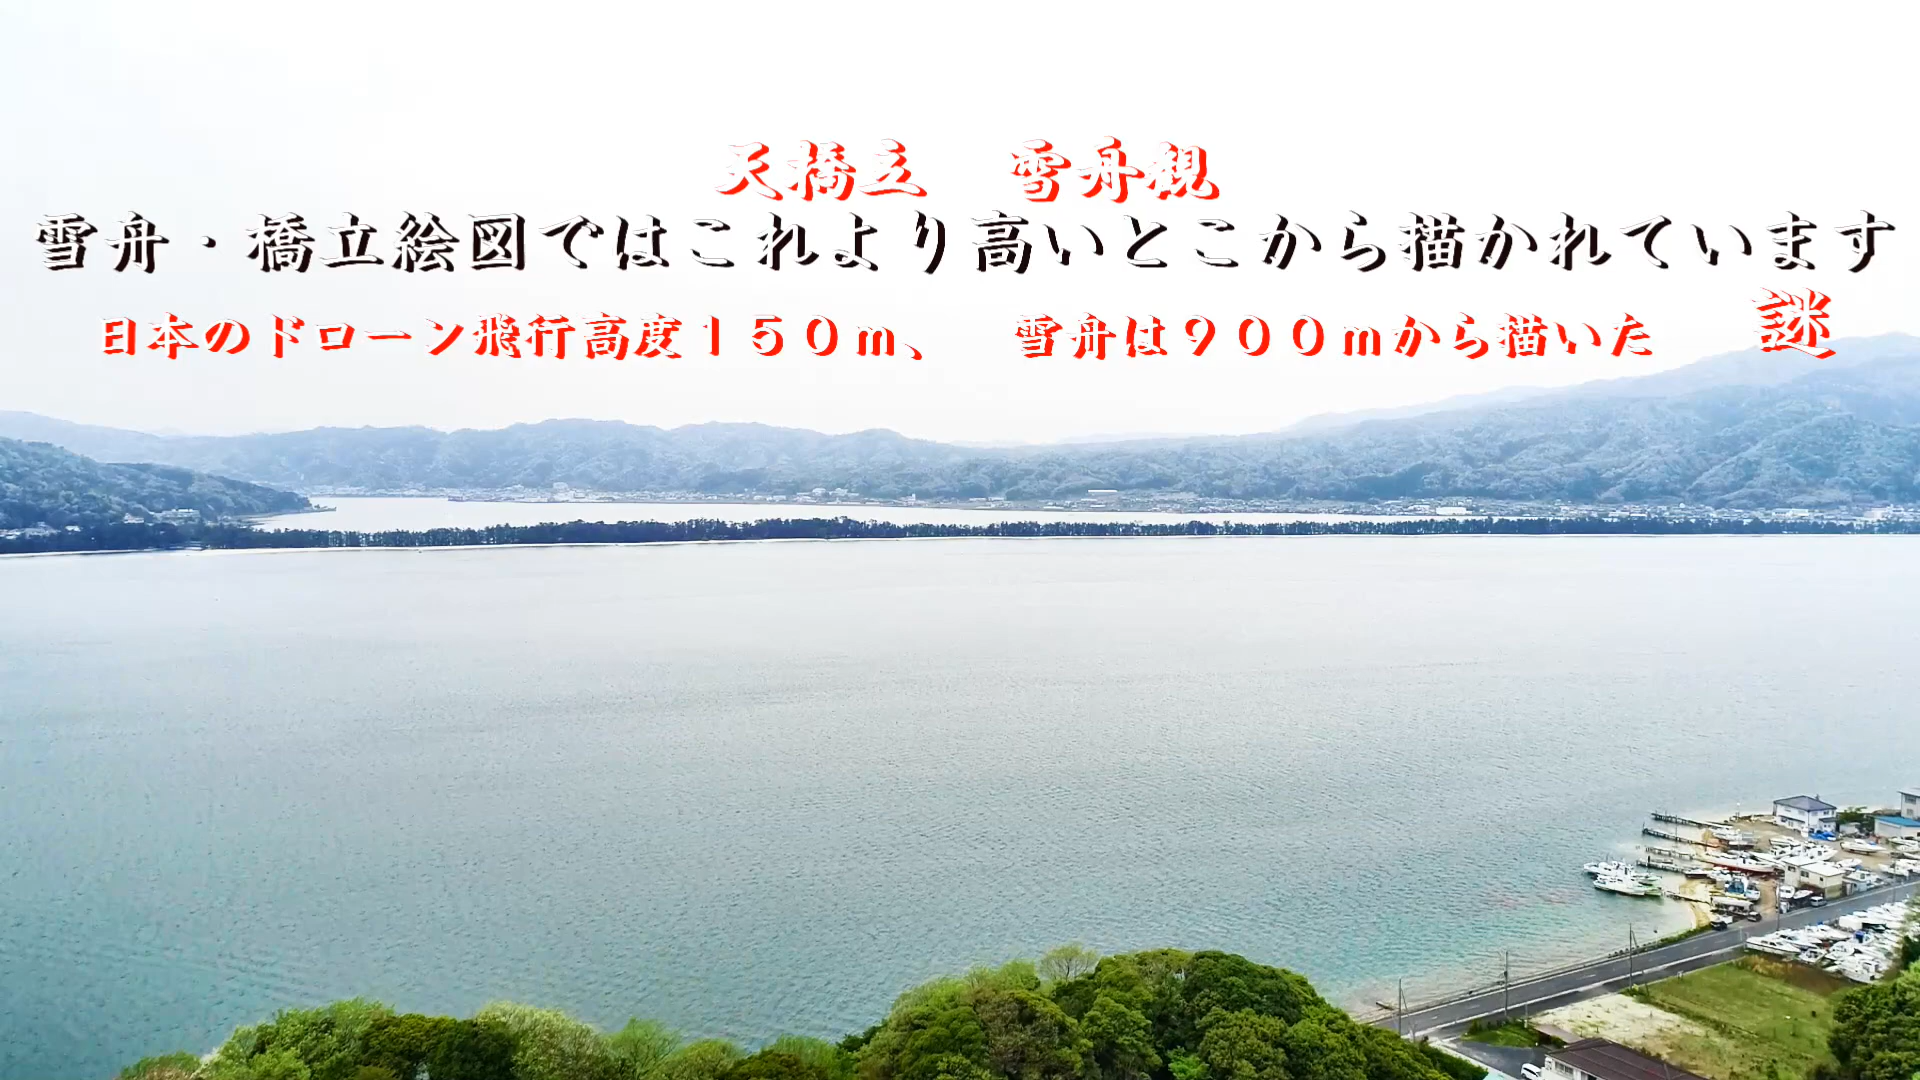 天橋立　雪舟観
雪舟・橋立絵図ではこれより高いとこから描かれています
日本のドローン飛行高度１５０ｍ、　雪舟は９００ｍから描いた　謎